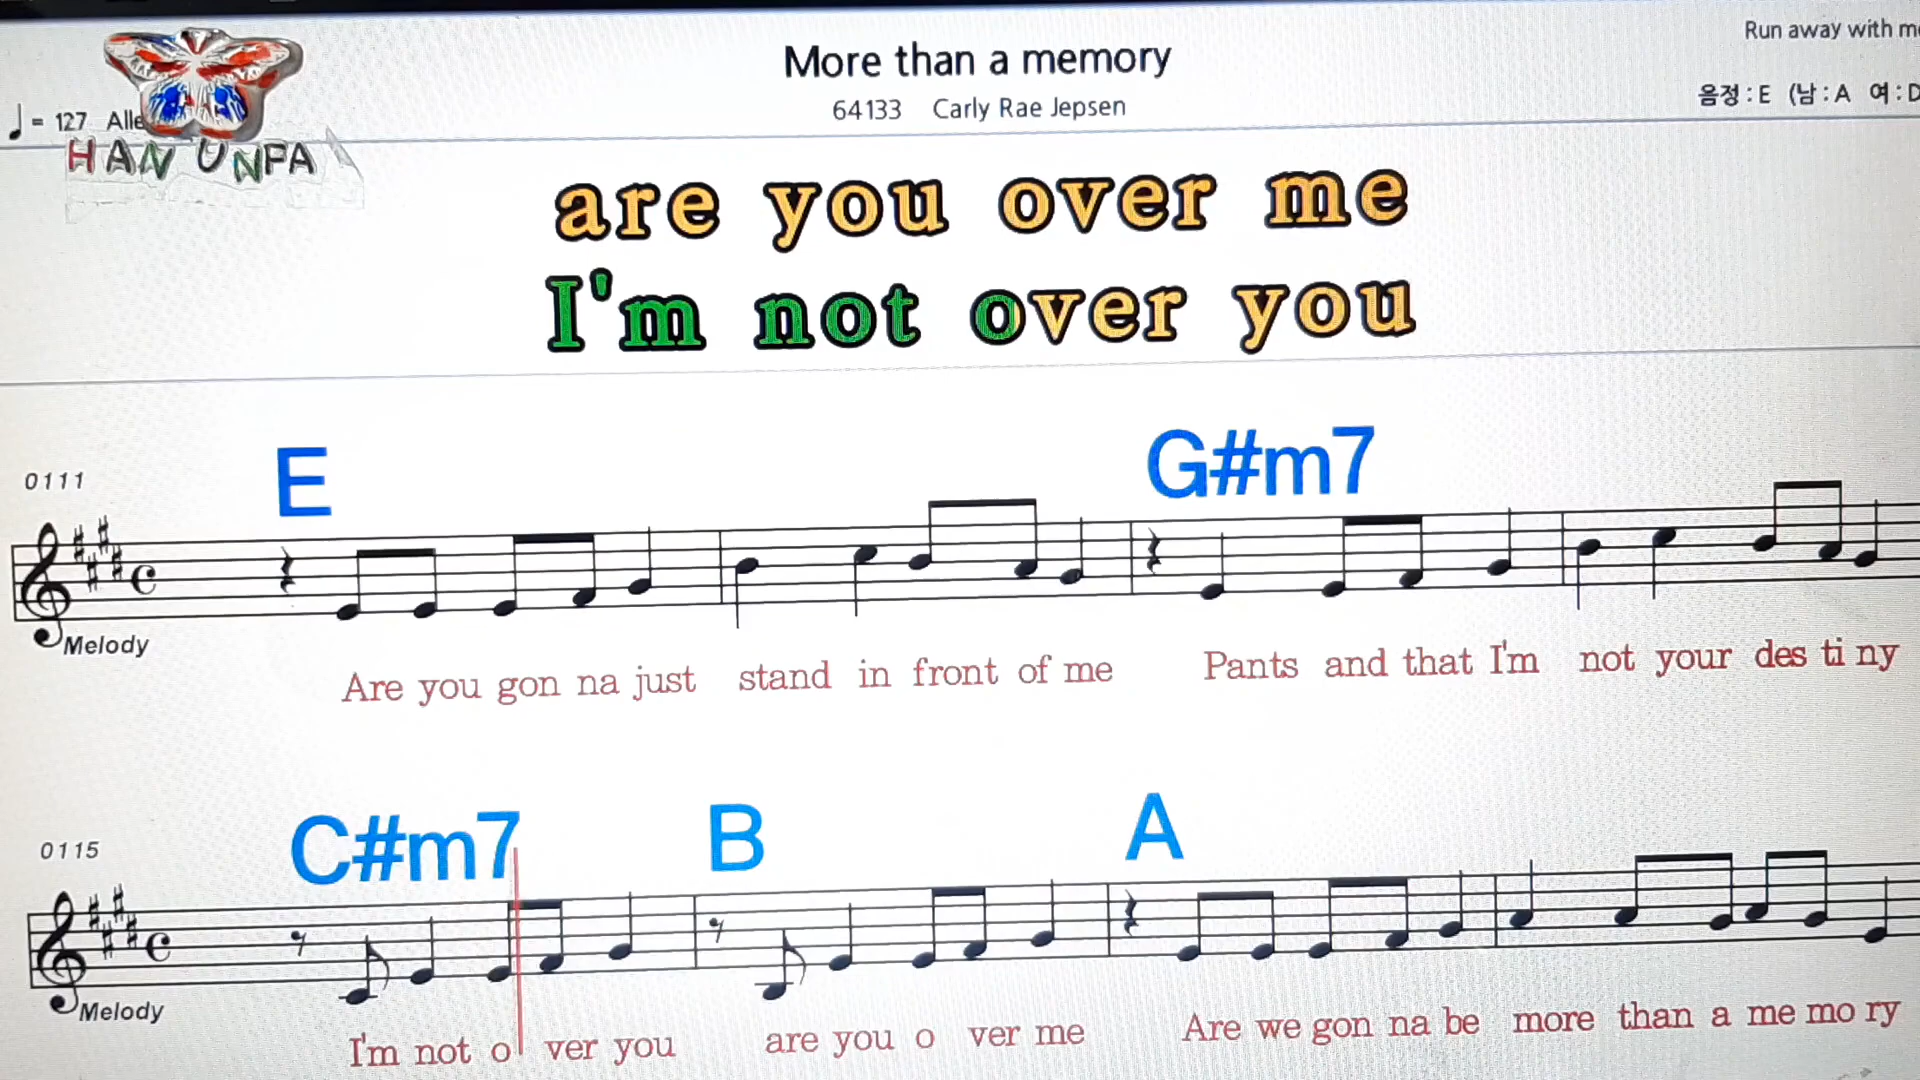 Run away with m
More than a memory
64133 Carly Rae Jepsen
음정 : E (남 : A 여 : D
♩ = 127 Alle
HAN UNPA
are you over me
I'm not over you
E G#m7
0111
Melody
Are you gon na just stand in front of me Pants and that I'm not your des ti ny
C#m7 B A
0115
Melody
I'm not o ver you are you o ver me Are we gon na be more than a me mo ry